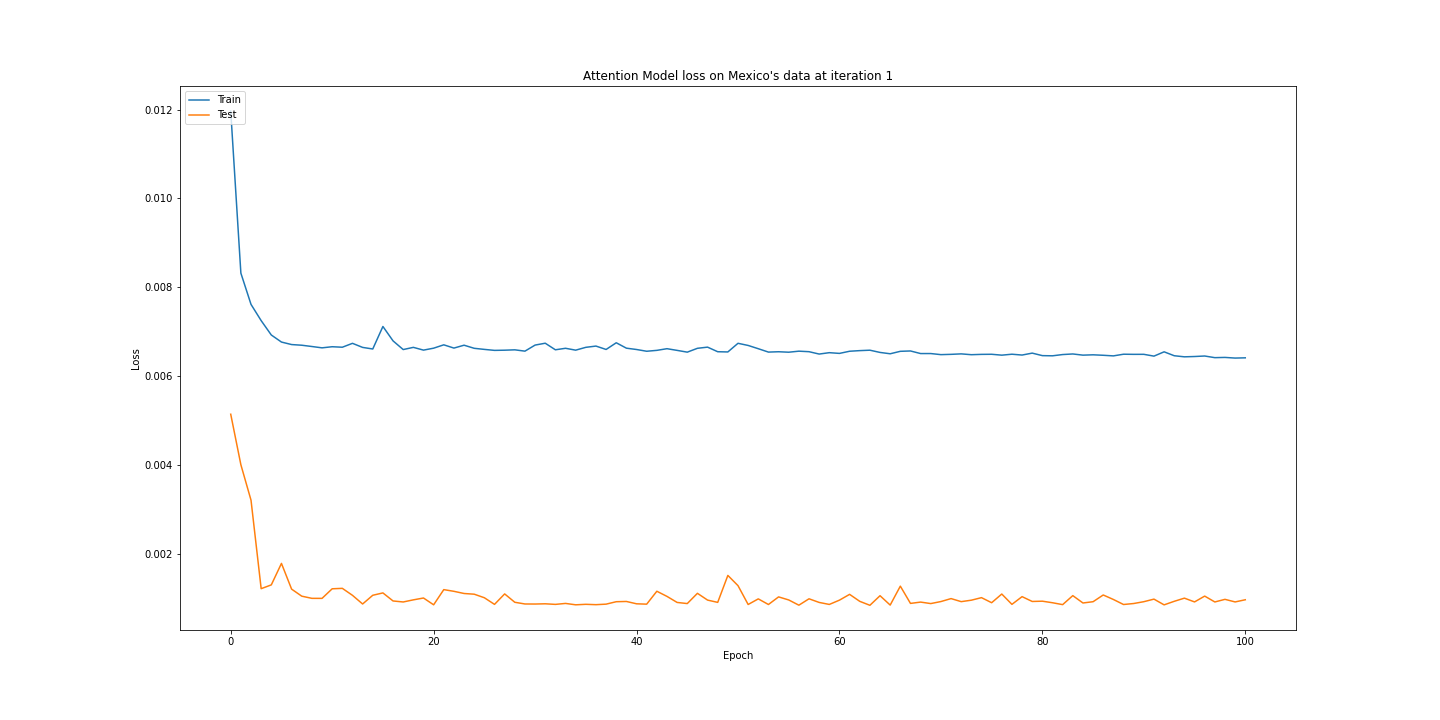 Attention Model loss on Mexico's data at iteration 1
Train
Test
0.012
0.010
0.008
0.006
0.004
0.002
Loss
0 20 40 60 80 100
Epoch